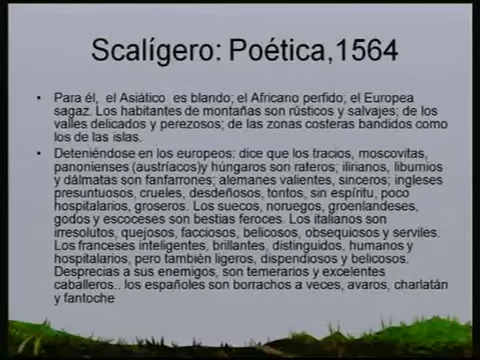 Scalígero: Poética,1564
• Para él, el Asiático es blando; el Africano perfido; el Europea
sagaz. Los habitantes de montañas son rústicos y salvajes; de los
valles delicados y perezosos; de las zonas costeras bandidos como
los de las islas.
• Deteniéndose en los europeos: dice que los tracios, moscovitas,
panonienses (austríacos)y húngaros son rateros; ilirianos, liburnios
y dálmatas son fanfarrones; alemanes valientes, sinceros; ingleses
presuntuosos, crueles, desdeñosos, tontos, sin espíritu, poco
hospitalarios, groseros. Los suecos, noruegos, groenlandeses,
godos y escoceses son bestias feroces. Los italianos son
irresolutos, quejosos, facciosos, belicosos, obsequiosos y serviles.
Los franceses inteligentes, brillantes, distinguidos, humanos y
hospitalarios, pero también ligeros, dispendiosos y belicosos.
Desprecias a sus enemigos, son temerarios y excelentes
caballeros.. los españoles son borrachos a veces, avaros, charlatán
y fantoche